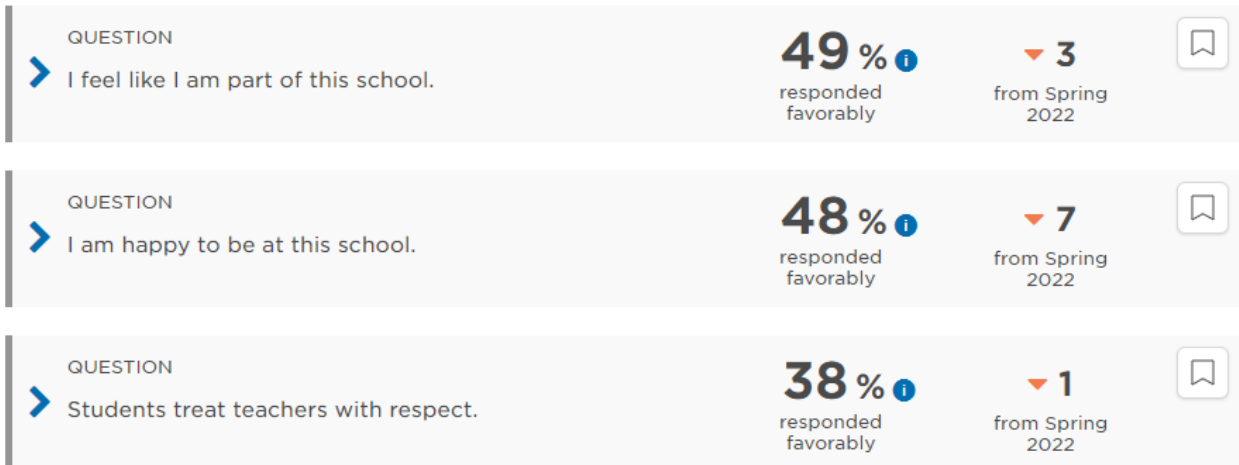 QUESTION
I feel like I am part of this school.
49 % i
responded
favorably
3
from Spring
2022
QUESTION
I am happy to be at this school.
48 % i
responded
favorably
7
from Spring
2022
QUESTION
Students treat teachers with respect.
38 % i
responded
favorably
1
from Spring
2022